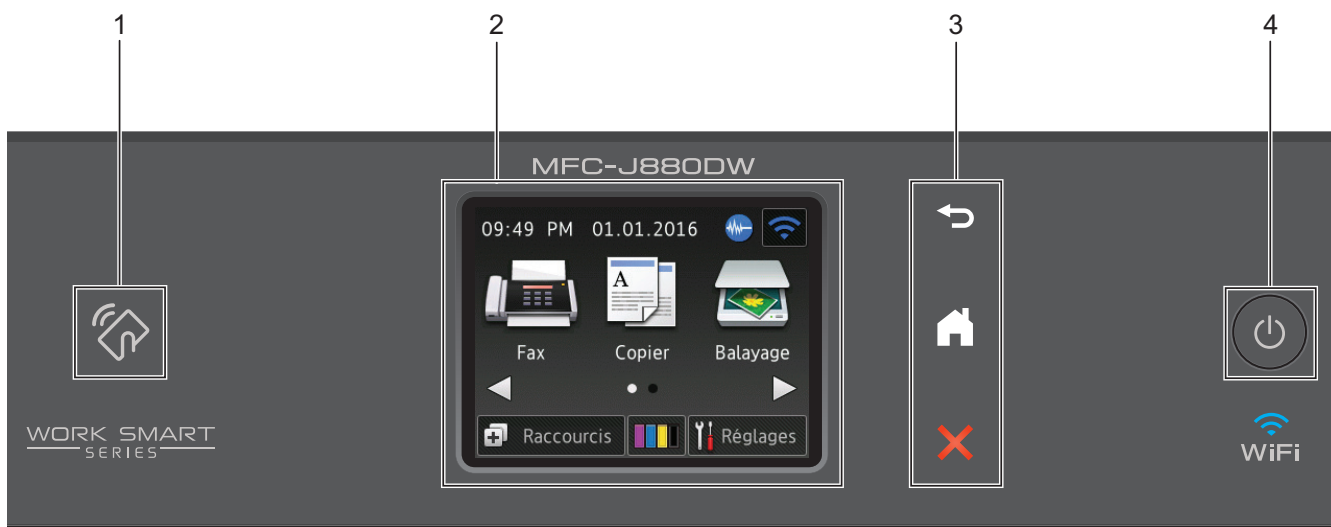 1 2 3 4
MFC-J880DW
09:49 PM 01.01.2016
A
Fax Copier Balayage
Raccourcis Réglages
WORK SMART
SERIES
WiFi